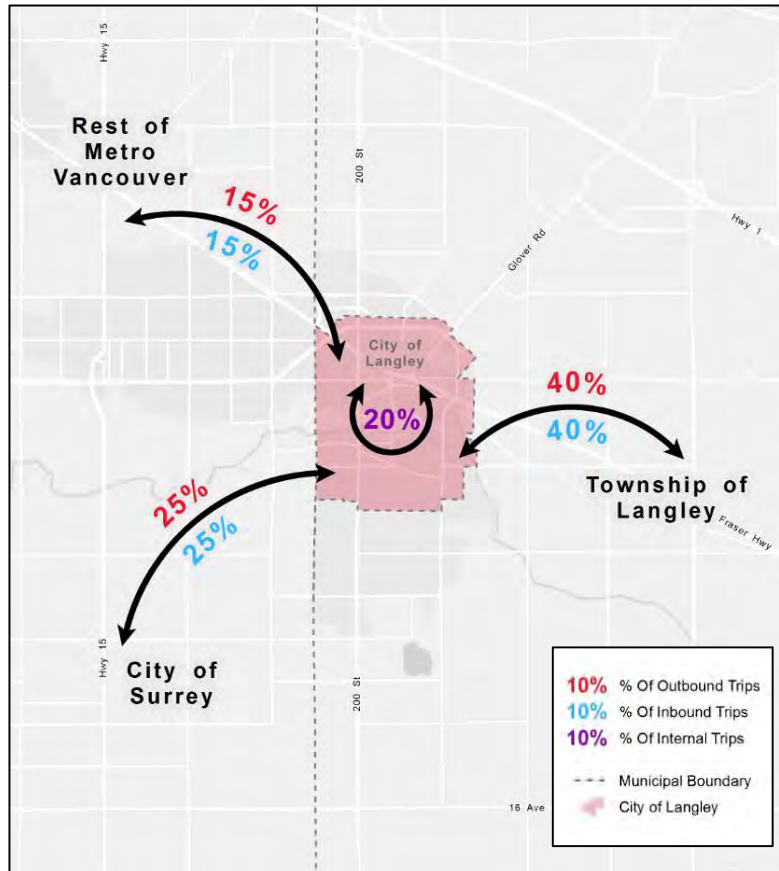 Hwy 15
Rest of
Metro
Vancouver
200 St
Hwy 1
Glover Rd
15%
15%
City of
Langley
20%
40%
40%
Township of
Langley
Fraser Hwy
25%
25%
Hwy 15
City of
Surrey
200 St
16 Ave
10% % Of Outbound Trips
10% % Of Inbound Trips
10% % Of Internal Trips
Municipal Boundary
City of Langley